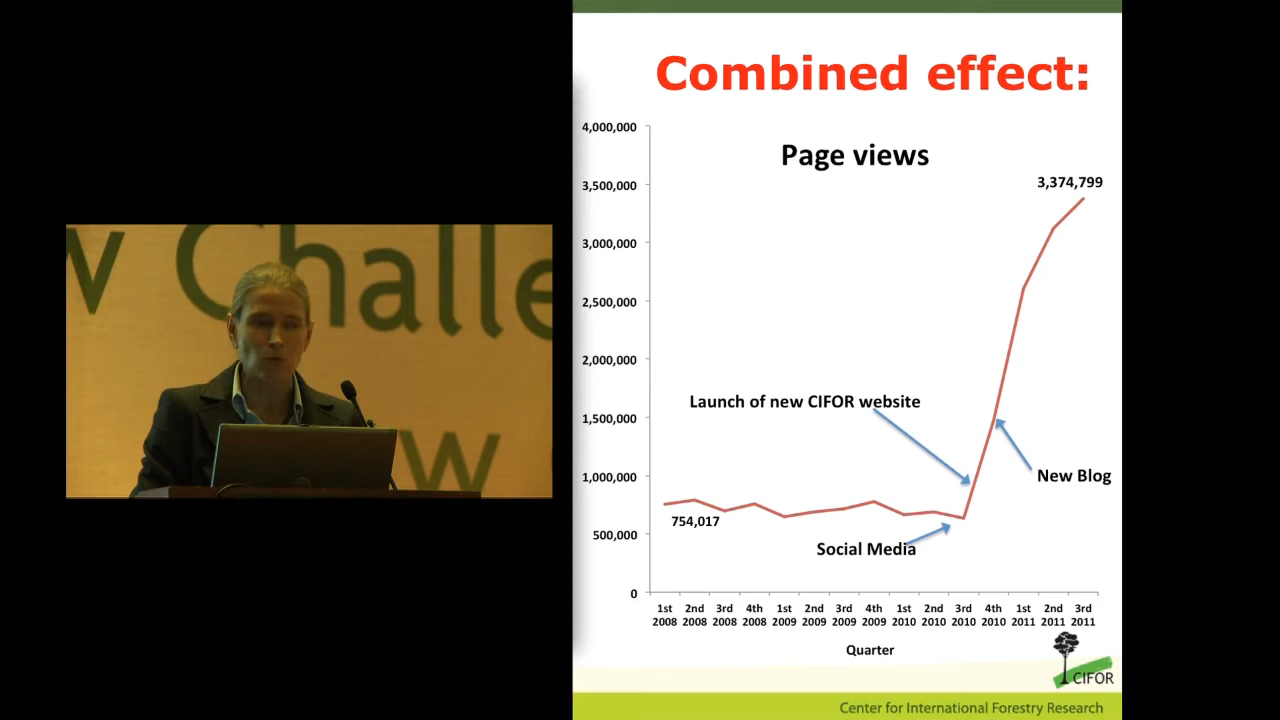 w Challe
w
Combined effect:
Page views
4,000,000
3,500,000
3,000,000
2,500,000
2,000,000
1,500,000
1,000,000
500,000
0
3,374,799
Launch of new CIFOR website
New Blog
754,017
Social Media
1st 2nd 3rd 4th 1st 2nd 3rd 4th 1st 2nd 3rd 4th 1st 2nd 3rd
2008 2008 2008 2008 2009 2009 2009 2009 2010 2010 2010 2010 2011 2011 2011
Quarter
CIFOR
Center for International Forestry Research